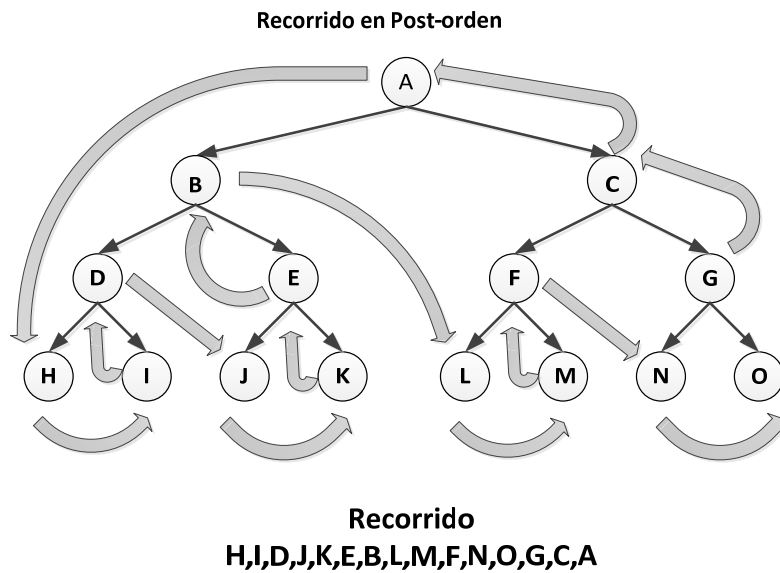 Recorrido en Post-orden
A
B
C
D
E
F
G
H
I
J
K
L
M
N
O
Recorrido
H,I,D,J,K,E,B,L,M,F,N,O,G,C,A